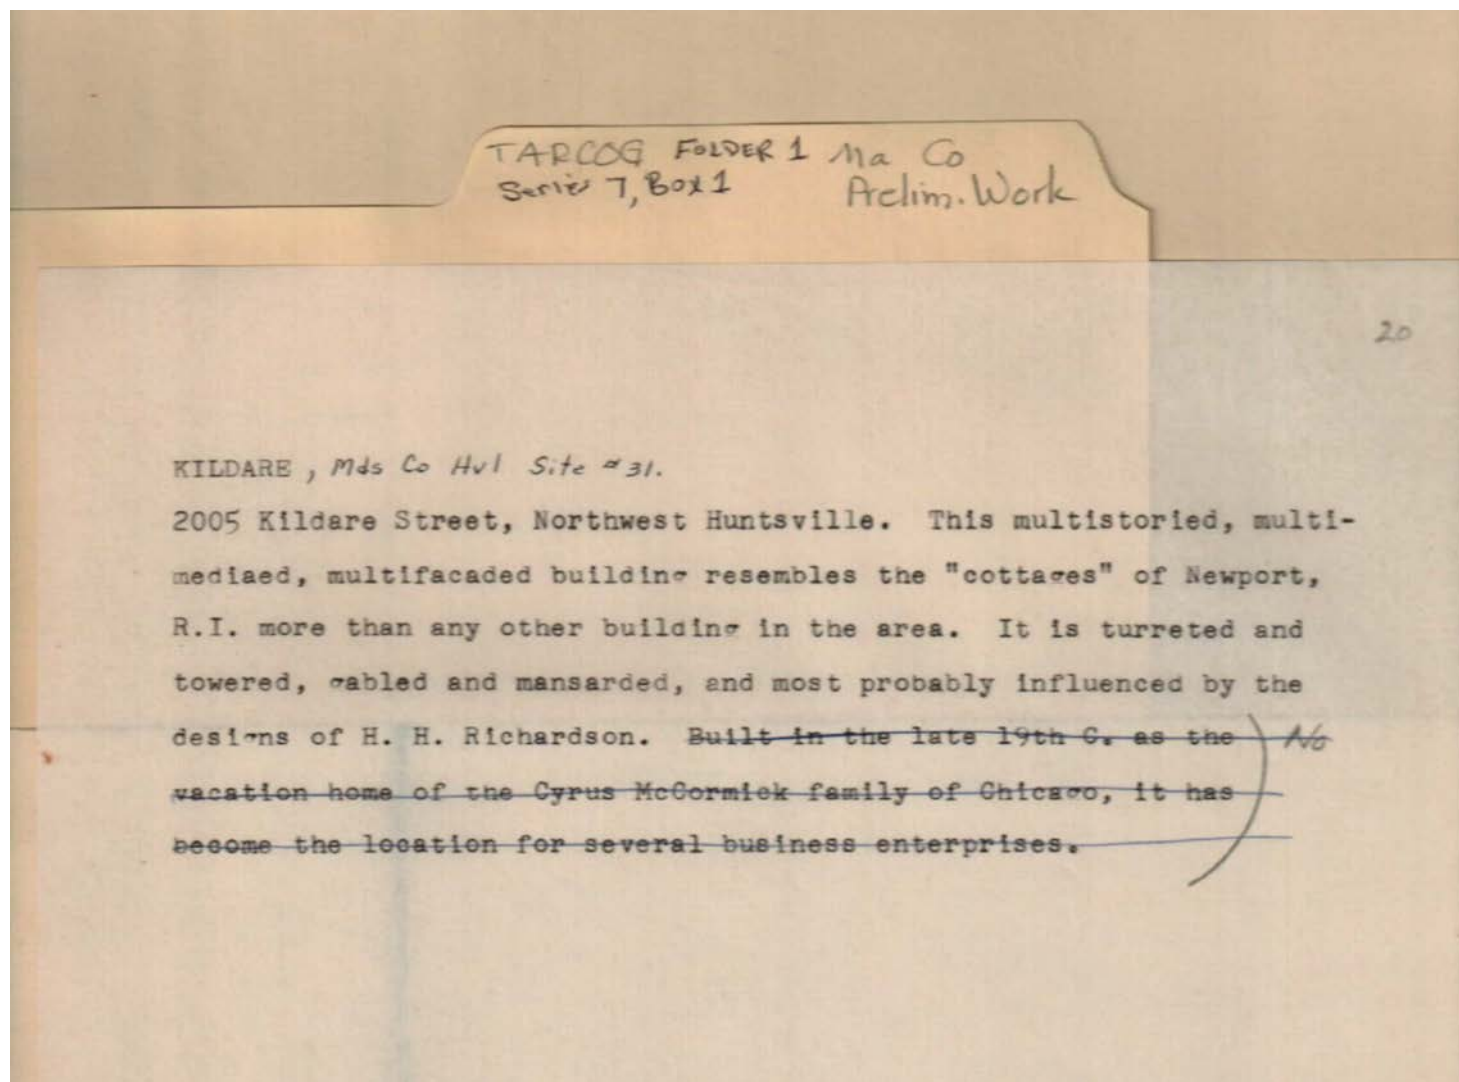 TARCOG FOLDER 1 Ma Co
Series 7, Box 1 Prelim. Work
20
KILDARE, Mds Co Hvl Site #31.
2005 Kildare Street, Northwest Huntsville. This multistoried, multi-
mediaed, multifacaded building resembles the "cottages" of Newport,
R.I. more than any other building in the area. It is turreted and
towered, gabled and mansarded, and most probably influenced by the
designs of H. H. Richardson. Built in the late 19th C. as the No
vacation home of the Cyrus McCormick family of Chicago, it has
become the location for several business enterprises.